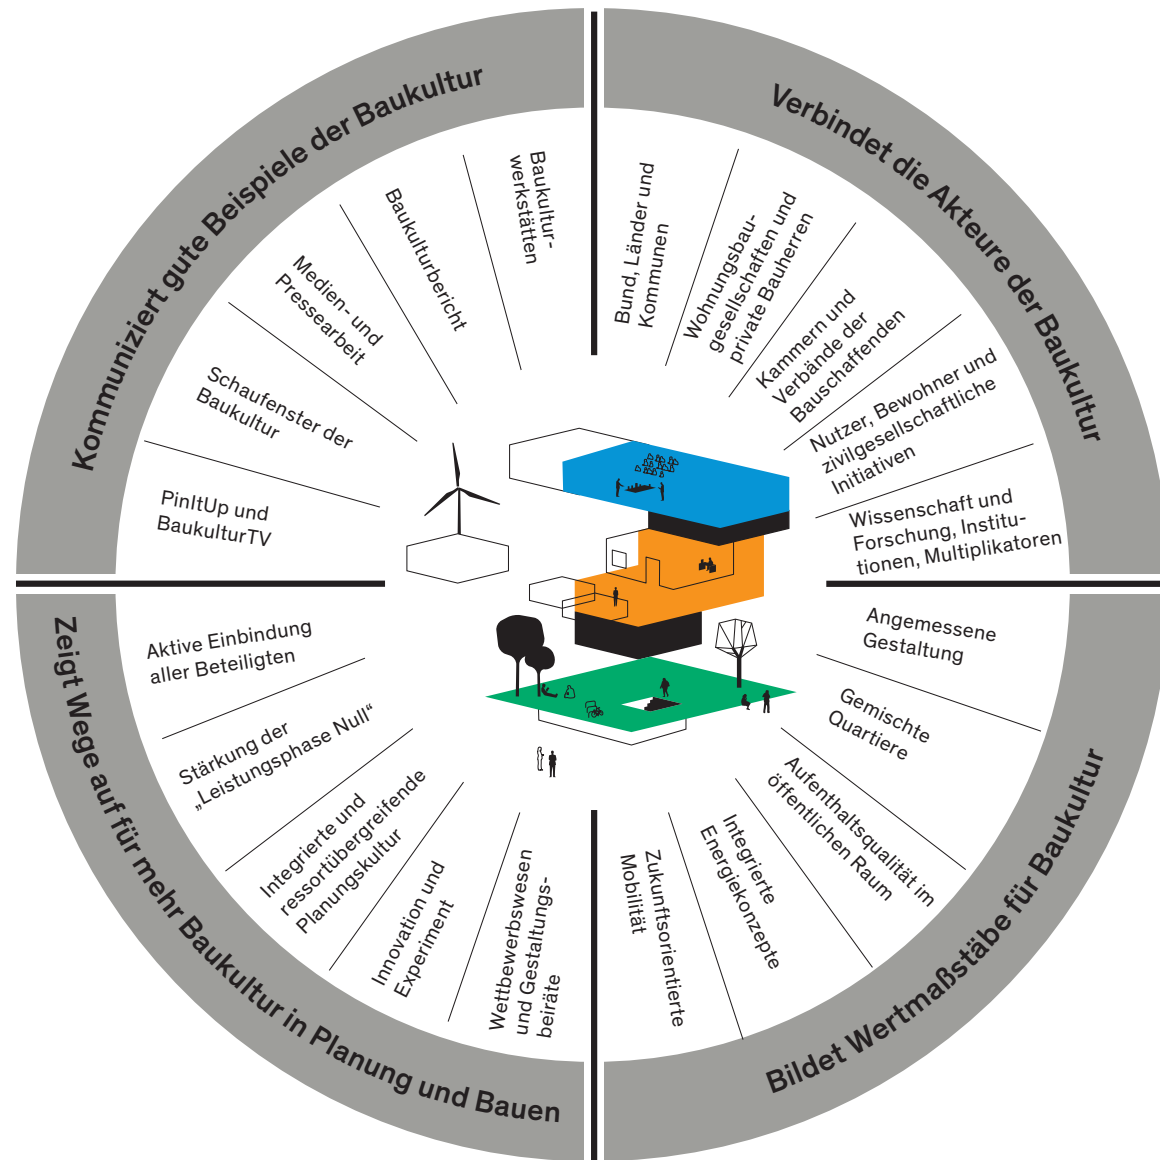 Kommuniziert gute Beispiele der Baukultur
PinItUp und
BaukulturTV
Schaufenster der
Baukultur
Medien- und
Pressearbeit
Baukulturbericht
Baukultur-
werkstätten
Verbindet die Akteure der Baukultur
Bund, Länder und
Kommunen
Wohnungsbau-
gesellschaften und
private Bauherren
Kammern und
Verbände der
Bauschaffenden
Nutzer, Bewohner und
zivilgesellschaftliche
Initiativen
Wissenschaft und
Forschung, Institu-
tionen, Multiplikatoren
Bildet Wertmaßstäbe für Baukultur
Angemessene
Gestaltung
Gemischte
Quartiere
Aufenthaltsqualität im
öffentlichen Raum
Integrierte
Energiekonzepte
Zukunftsorientierte
Mobilität
Zeigt Wege auf für mehr Baukultur in Planung und Bauen
Aktive Einbindung
aller Beteiligten
Stärkung der
„Leistungsphase Null“
Integrierte und
ressortübergreifende
Planungskultur
Innovation und
Experiment
Wettbewerbswesen
und Gestaltungs-
beiräte